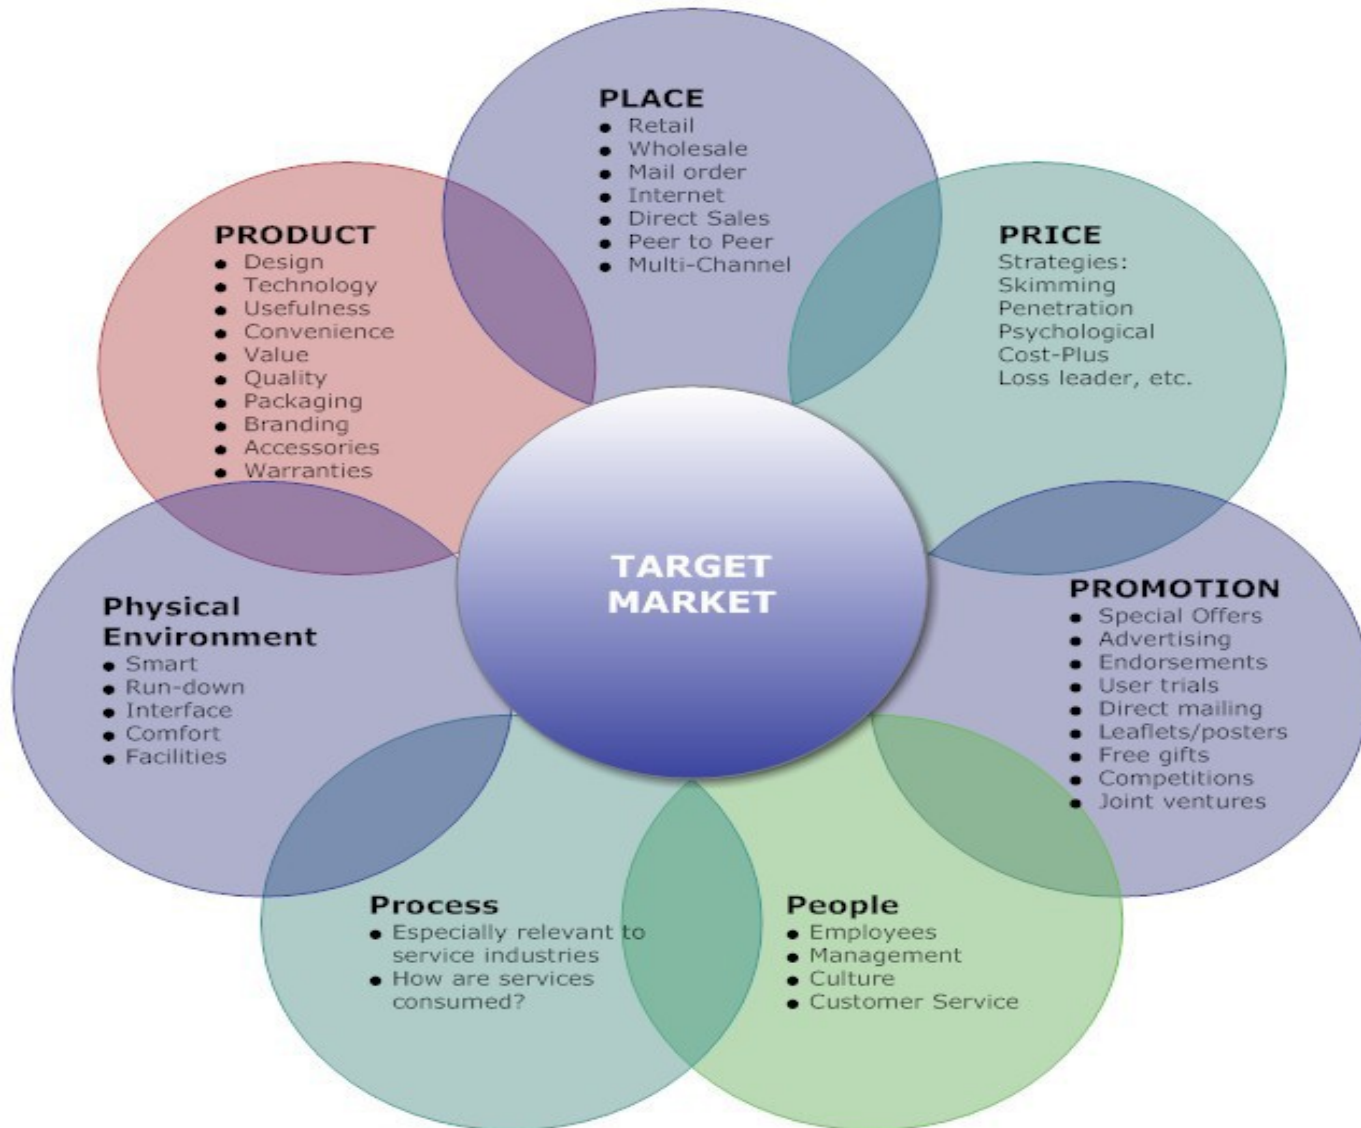 PLACE
• Retail
• Wholesale
• Mail order
• Internet
• Direct Sales
• Peer to Peer
• Multi-Channel
PRODUCT
• Design
• Technology
• Usefulness
• Convenience
• Value
• Quality
• Packaging
• Branding
• Accessories
• Warranties
PRICE
Strategies:
Skimming
Penetration
Psychological
Cost-Plus
Loss leader, etc.
TARGET
MARKET
Physical
Environment
• Smart
• Run-down
• Interface
• Comfort
• Facilities
PROMOTION
• Special Offers
• Advertising
• Endorsements
• User trials
• Direct mailing
• Leaflets/posters
• Free gifts
• Competitions
• Joint ventures
Process
• Especially relevant to
service industries
• How are services
consumed?
People
• Employees
• Management
• Culture
• Customer Service